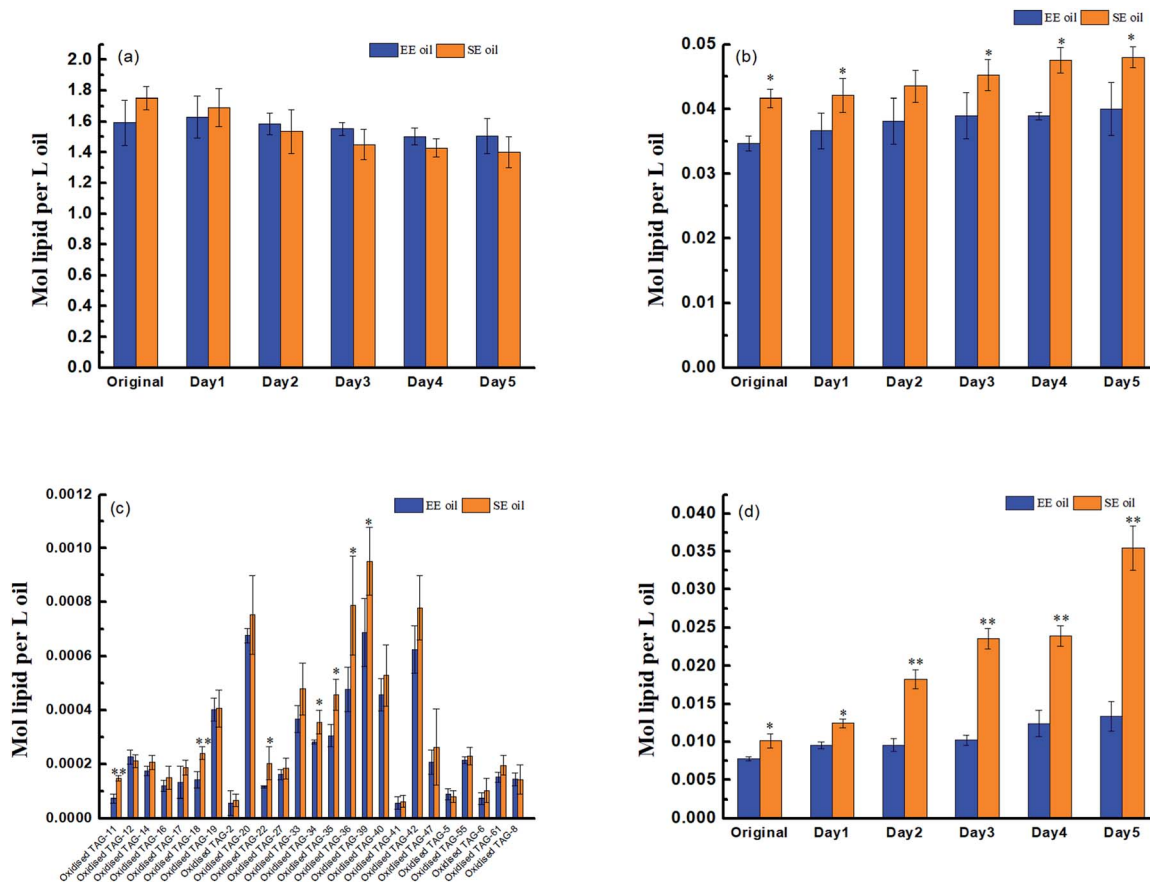 (a)
EE oil SE oil
Mol lipid per L oil
2.0
1.8
1.6
1.4
1.2
1.0
0.8
0.6
0.4
0.2
0.0
Original Day1 Day2 Day3 Day4 Day5
(b)
EE oil SE oil
Mol lipid per L oil
0.05
0.04
0.03
0.02
0.01
0.00
* * * * *
Original Day1 Day2 Day3 Day4 Day5
(c)
EE oil SE oil
Mol lipid per L oil
0.0012
0.0010
0.0008
0.0006
0.0004
0.0002
0.0000
** ** * * * * *
Oxidised TAG-11
Oxidised TAG-12
Oxidised TAG-14
Oxidised TAG-16
Oxidised TAG-17
Oxidised TAG-18
Oxidised TAG-19
Oxidised TAG-2
Oxidised TAG-20
Oxidised TAG-22
Oxidised TAG-27
Oxidised TAG-33
Oxidised TAG-34
Oxidised TAG-35
Oxidised TAG-36
Oxidised TAG-39
Oxidised TAG-40
Oxidised TAG-41
Oxidised TAG-42
Oxidised TAG-47
Oxidised TAG-5
Oxidised TAG-55
Oxidised TAG-6
Oxidised TAG-61
Oxidised TAG-8
(d)
EE oil SE oil
Mol lipid per L oil
0.040
0.035
0.030
0.025
0.020
0.015
0.010
0.005
0.000
* * ** ** ** **
Original Day1 Day2 Day3 Day4 Day5